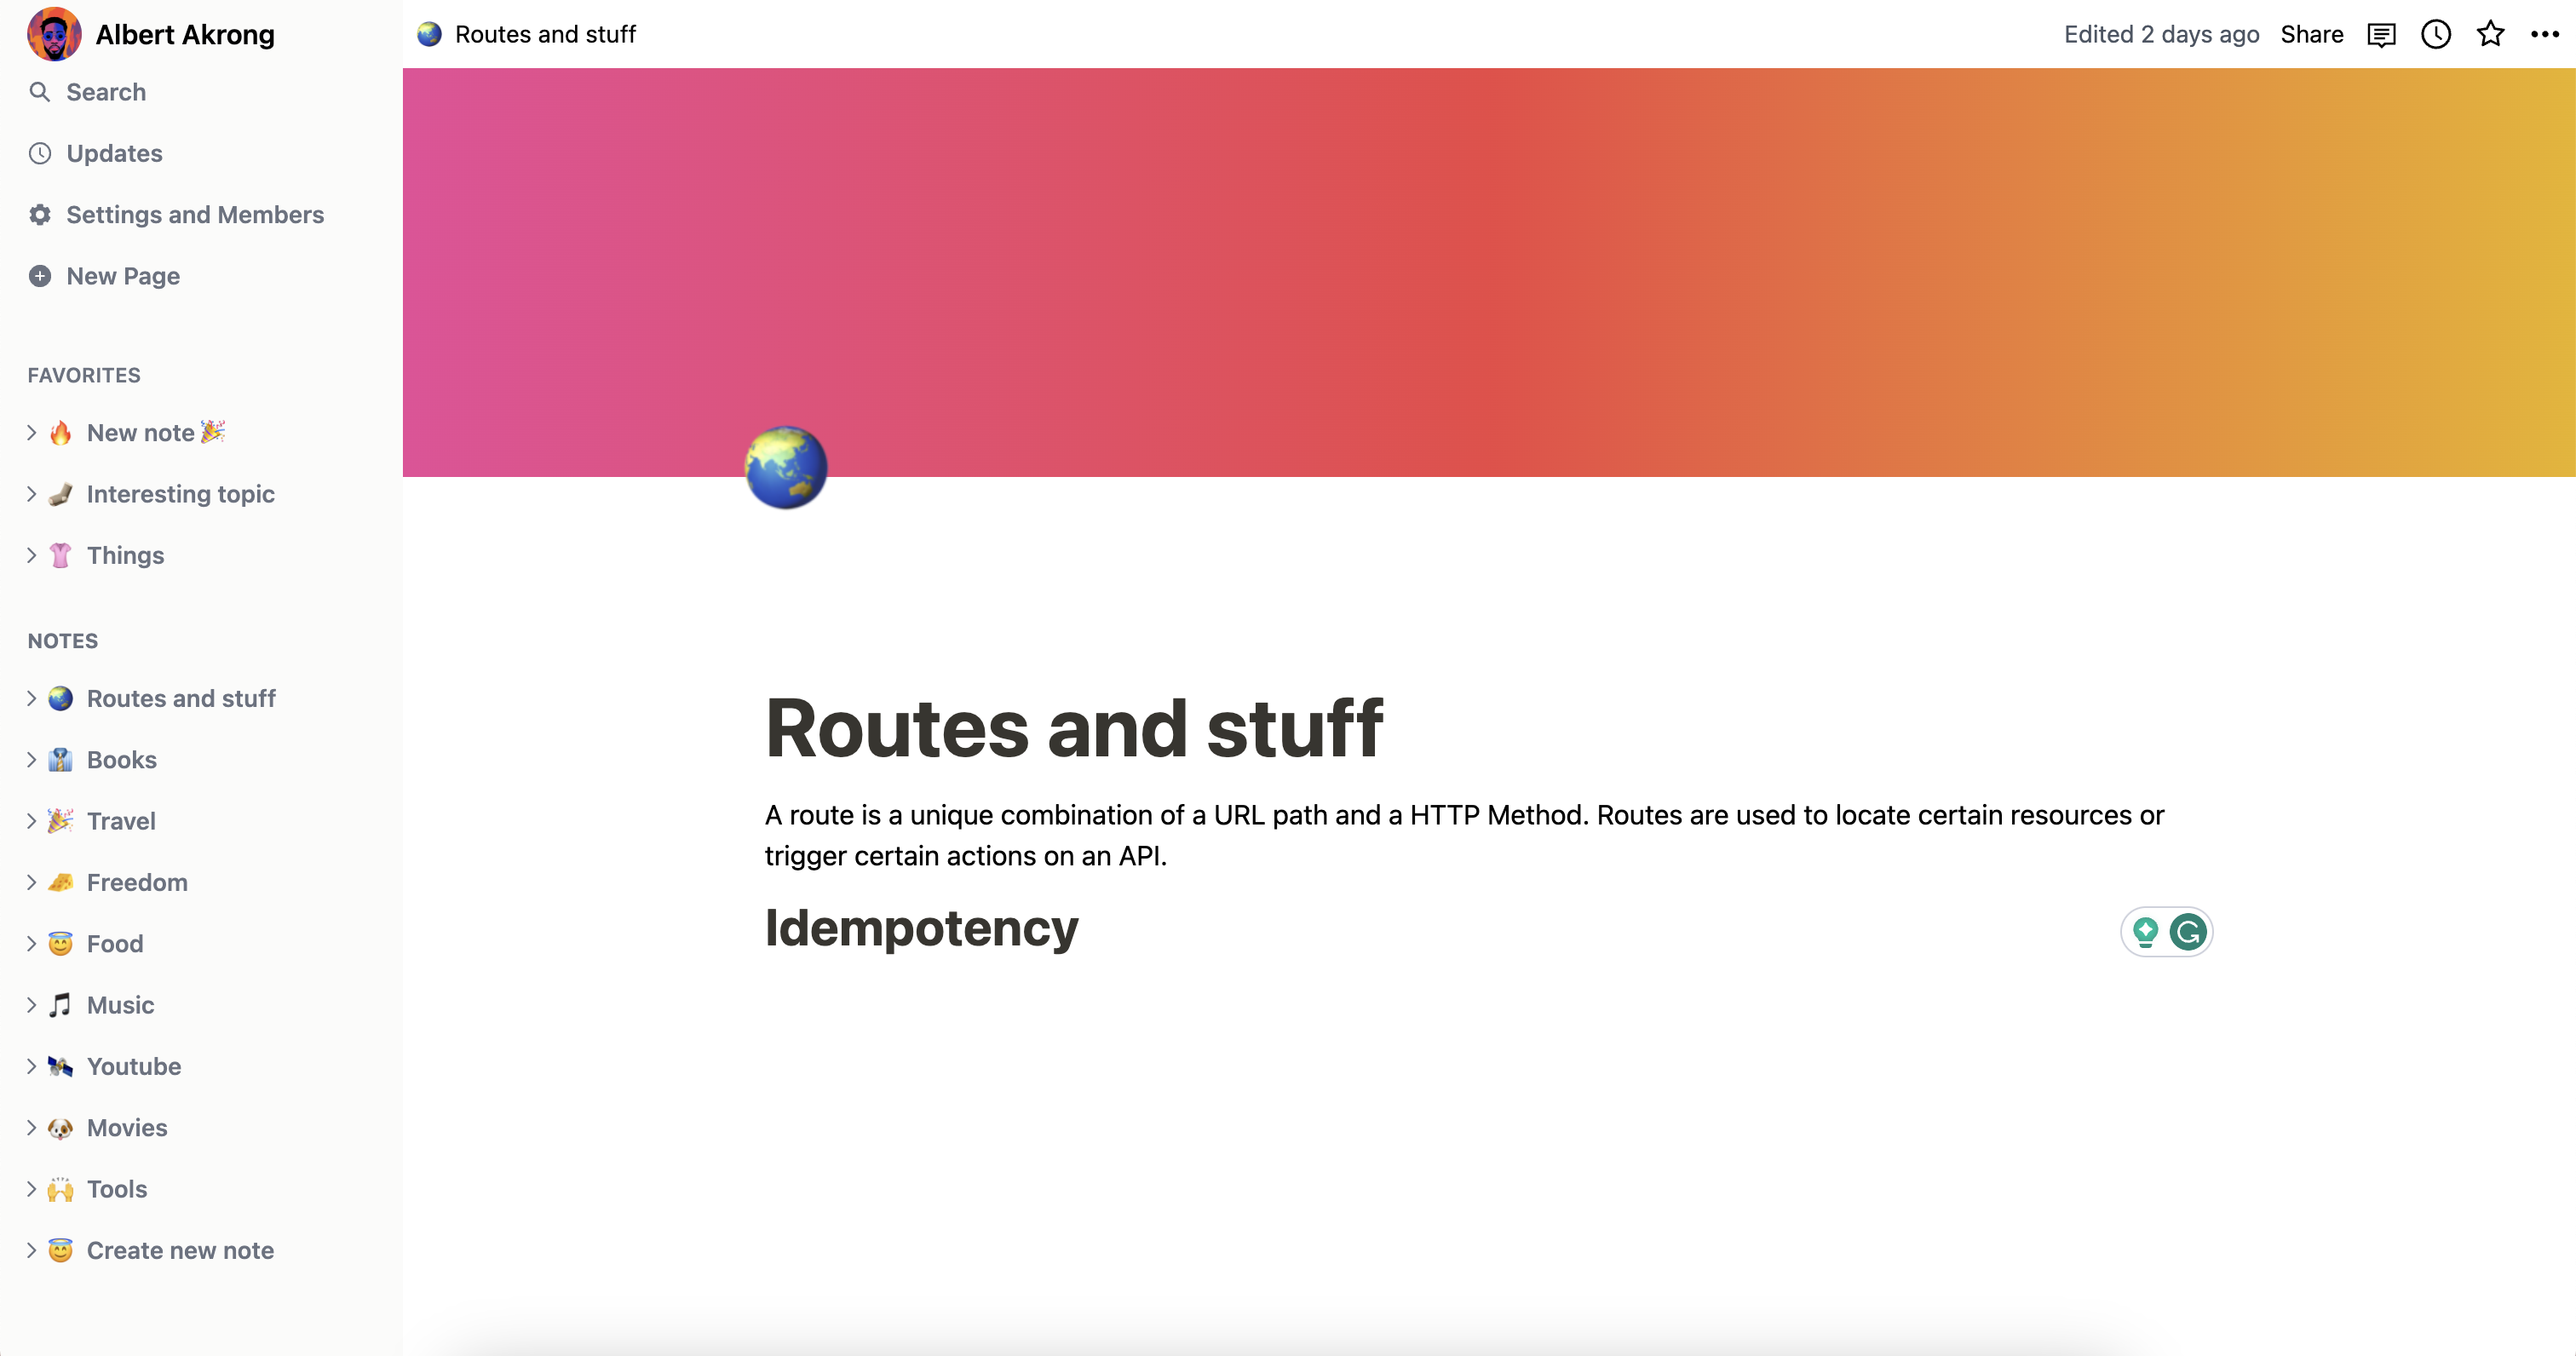 Albert Akrong
Search
Updates
Settings and Members
New Page
FAVORITES
New note🎉
Interesting topic
Things
NOTES
Routes and stuff
Books
Travel
Freedom
Food
Music
Youtube
Movies
Tools
Create new note
Routes and stuff
Edited 2 days ago
Share
Routes and stuff
A route is a unique combination of a URL path and a HTTP Method. Routes are used to locate certain resources or
trigger certain actions on an API.
Idempotency